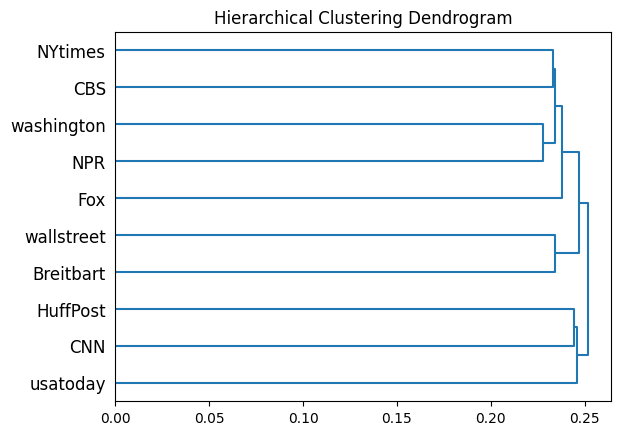 Hierarchical Clustering Dendrogram
NYtimes
CBS
washington
NPR
Fox
wallstreet
Breitbart
HuffPost
CNN
usatoday
0.00 0.05 0.10 0.15 0.20 0.25